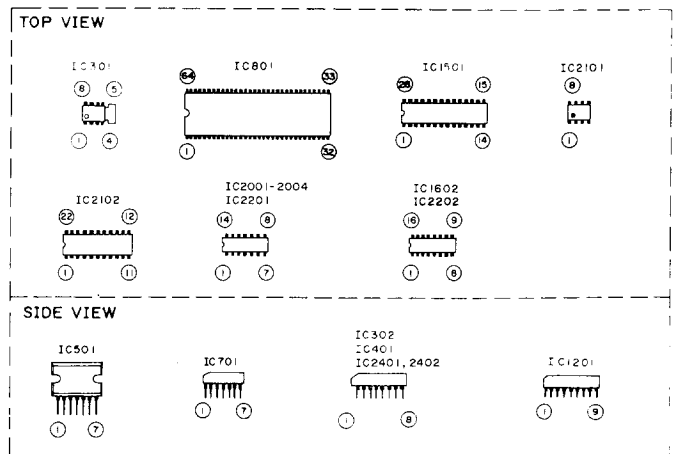 TOP VIEW
IC301
8 5
1 4
IC801
64 33
1 32
IC1501
28 15
1 14
IC2101
8
1
IC2102
22 12
1 11
IC2001-2004
IC2201
14 8
1 7
IC1602
IC2202
16 9
1 8
SIDE VIEW
IC501
1 7
IC701
1 7
IC302
IC401
IC2401, 2402
1 8
IC1201
1 9